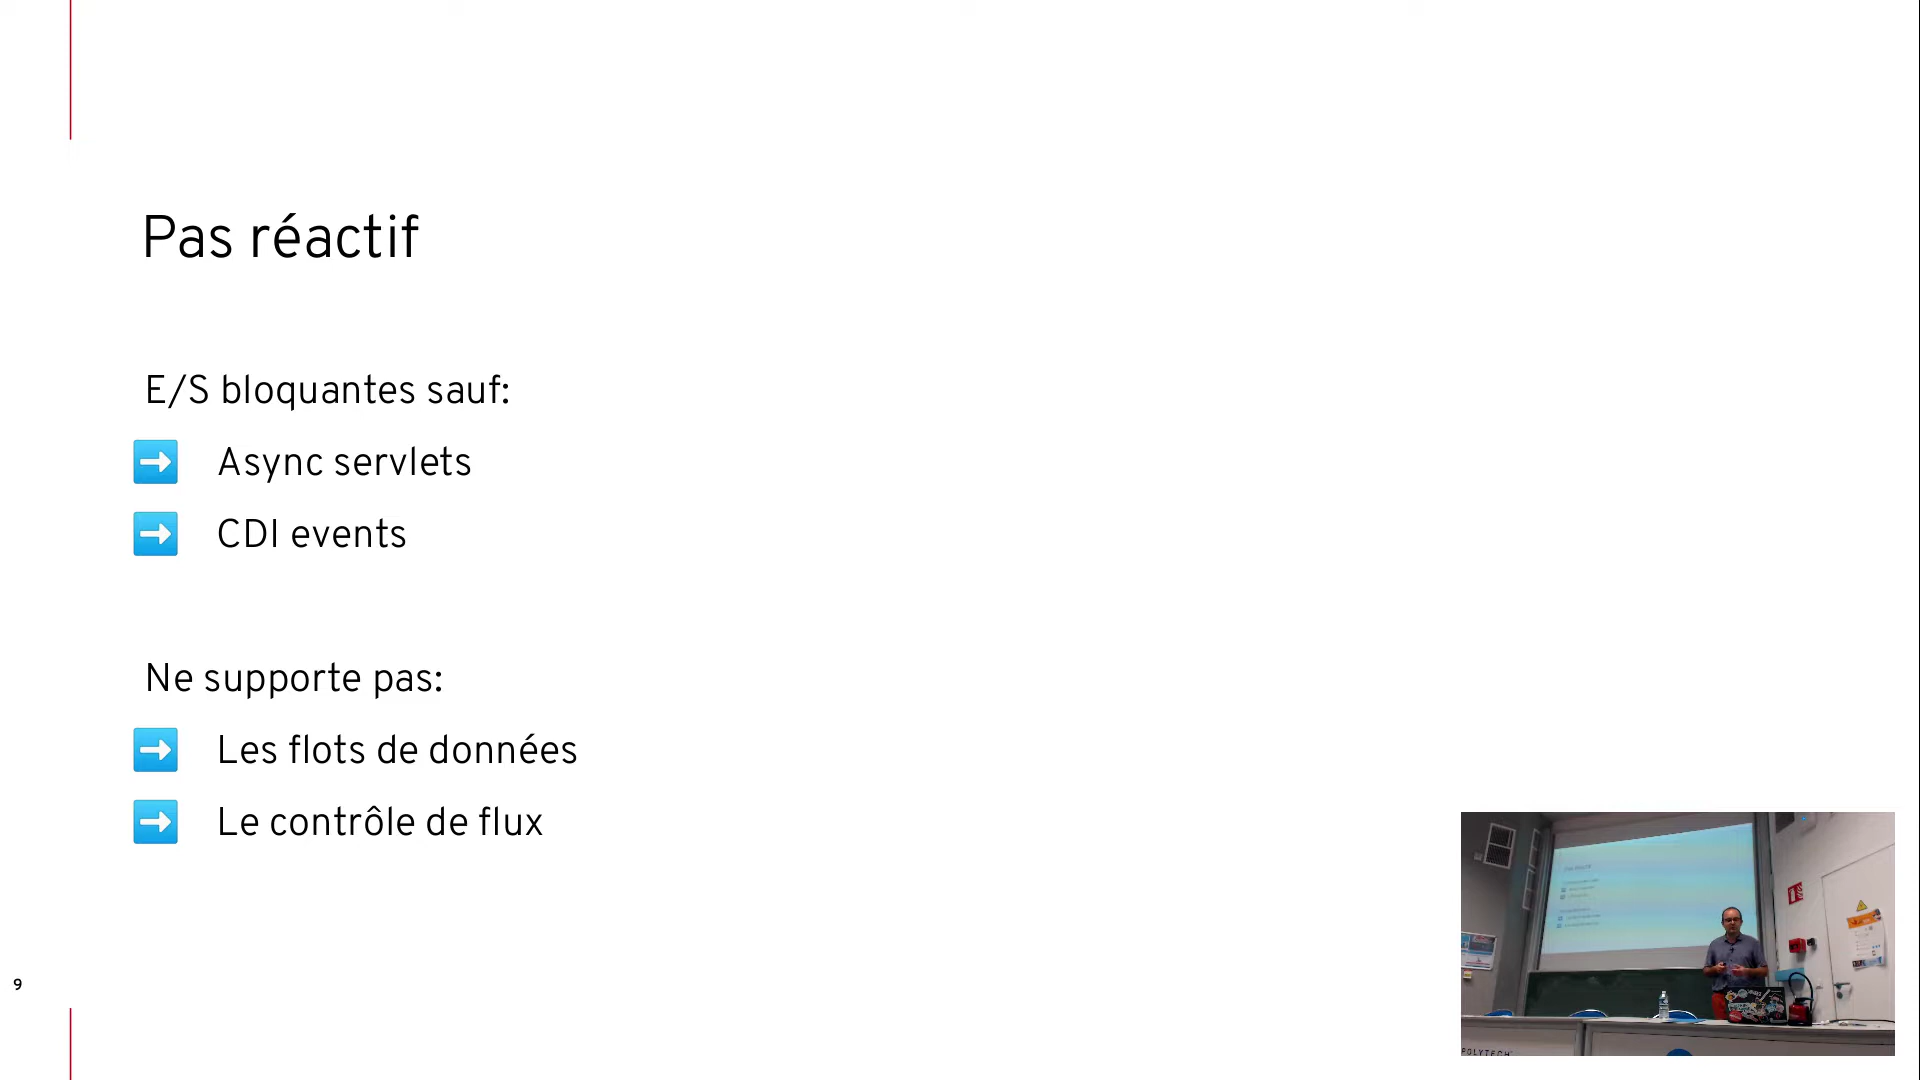 Pas réactif
E/S bloquantes sauf:
Async servlets
CDI events
Ne supporte pas:
Les flots de données
Le contrôle de flux
9
POLYTECH